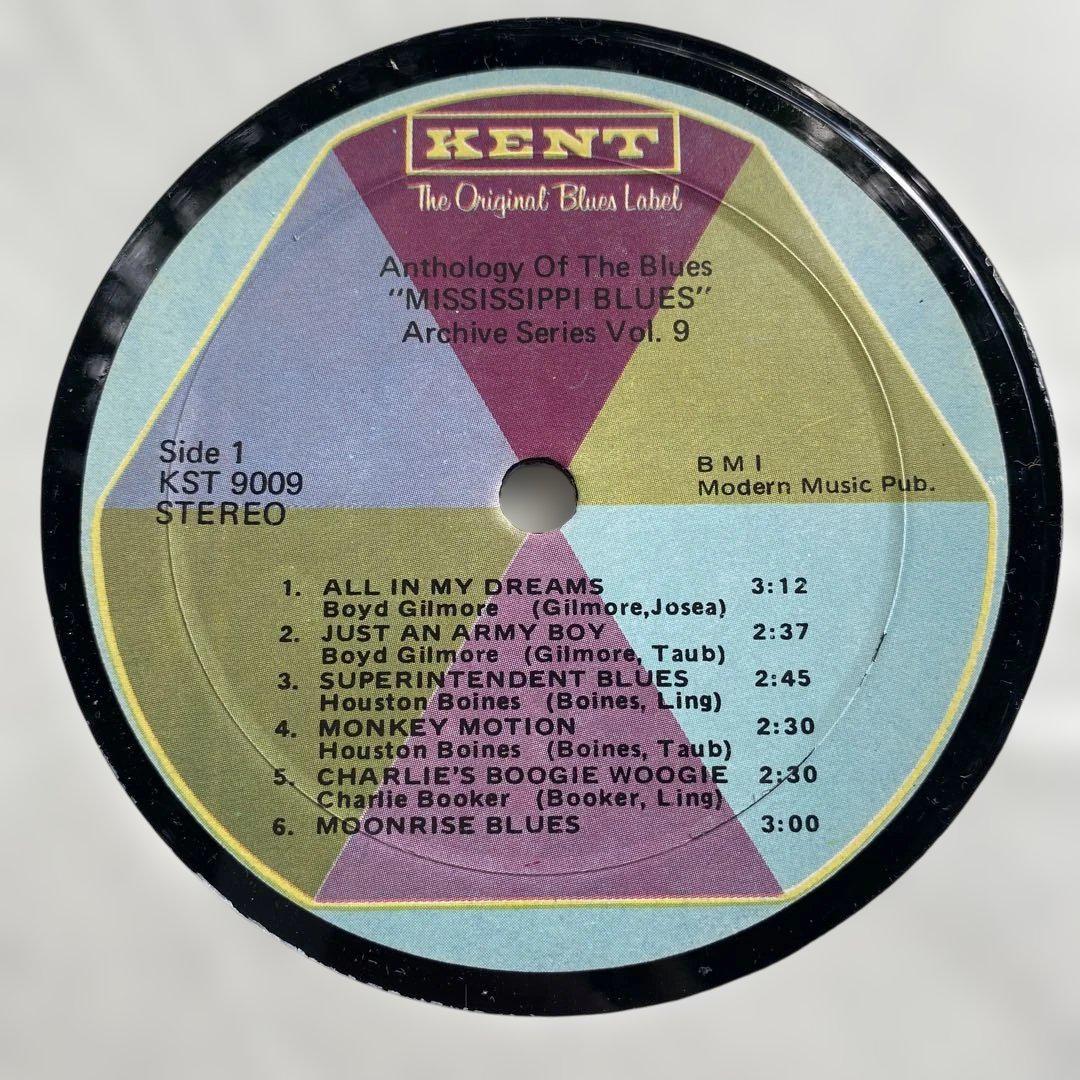 KENT
The Original Blues Label
Anthology Of The Blues
"MISSISSIPPI BLUES"
Archive Series Vol. 9
Side 1
KST 9009
STEREO
B M I
Modern Music Pub.
1. ALL IN MY DREAMS 3:12
Boyd Gilmore (Gilmore,Josea)
2. JUST AN ARMY BOY 2:37
Boyd Gilmore (Gilmore, Taub)
3. SUPERINTENDENT BLUES 2:45
Houston Boines (Boines, Ling)
4. MONKEY MOTION 2:30
Houston Boines (Boines, Taub)
5. CHARLIE'S BOOGIE WOOGIE 2:30
Charlie Booker (Booker, Ling)
6. MOONRISE BLUES 3:00